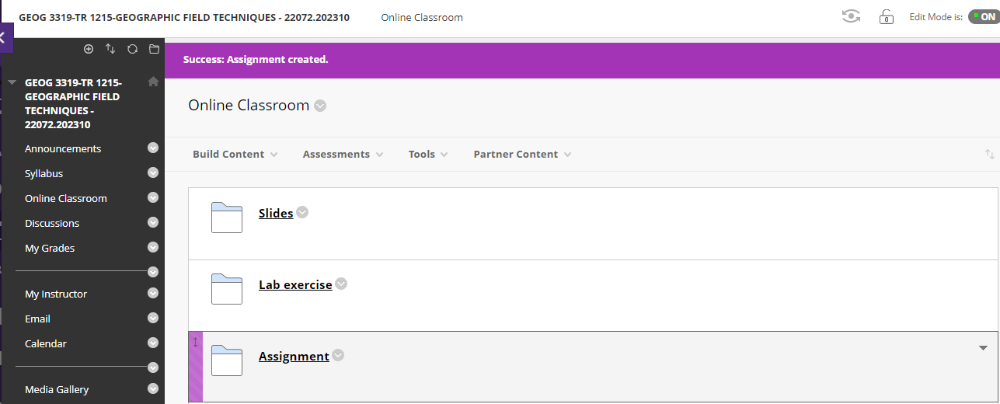 GEOG 3319-TR 1215-GEOGRAPHIC FIELD TECHNIQUES - 22072.202310
Online Classroom
Edit Mode is:
ON
Success: Assignment created.
GEOG 3319-TR 1215-
GEOGRAPHIC FIELD
TECHNIQUES -
22072.202310
Announcements
Syllabus
Online Classroom
Discussions
My Grades
My Instructor
Email
Calendar
Media Gallery
Online Classroom
Build Content
Assessments
Tools
Partner Content
Slides
Lab exercise
Assignment